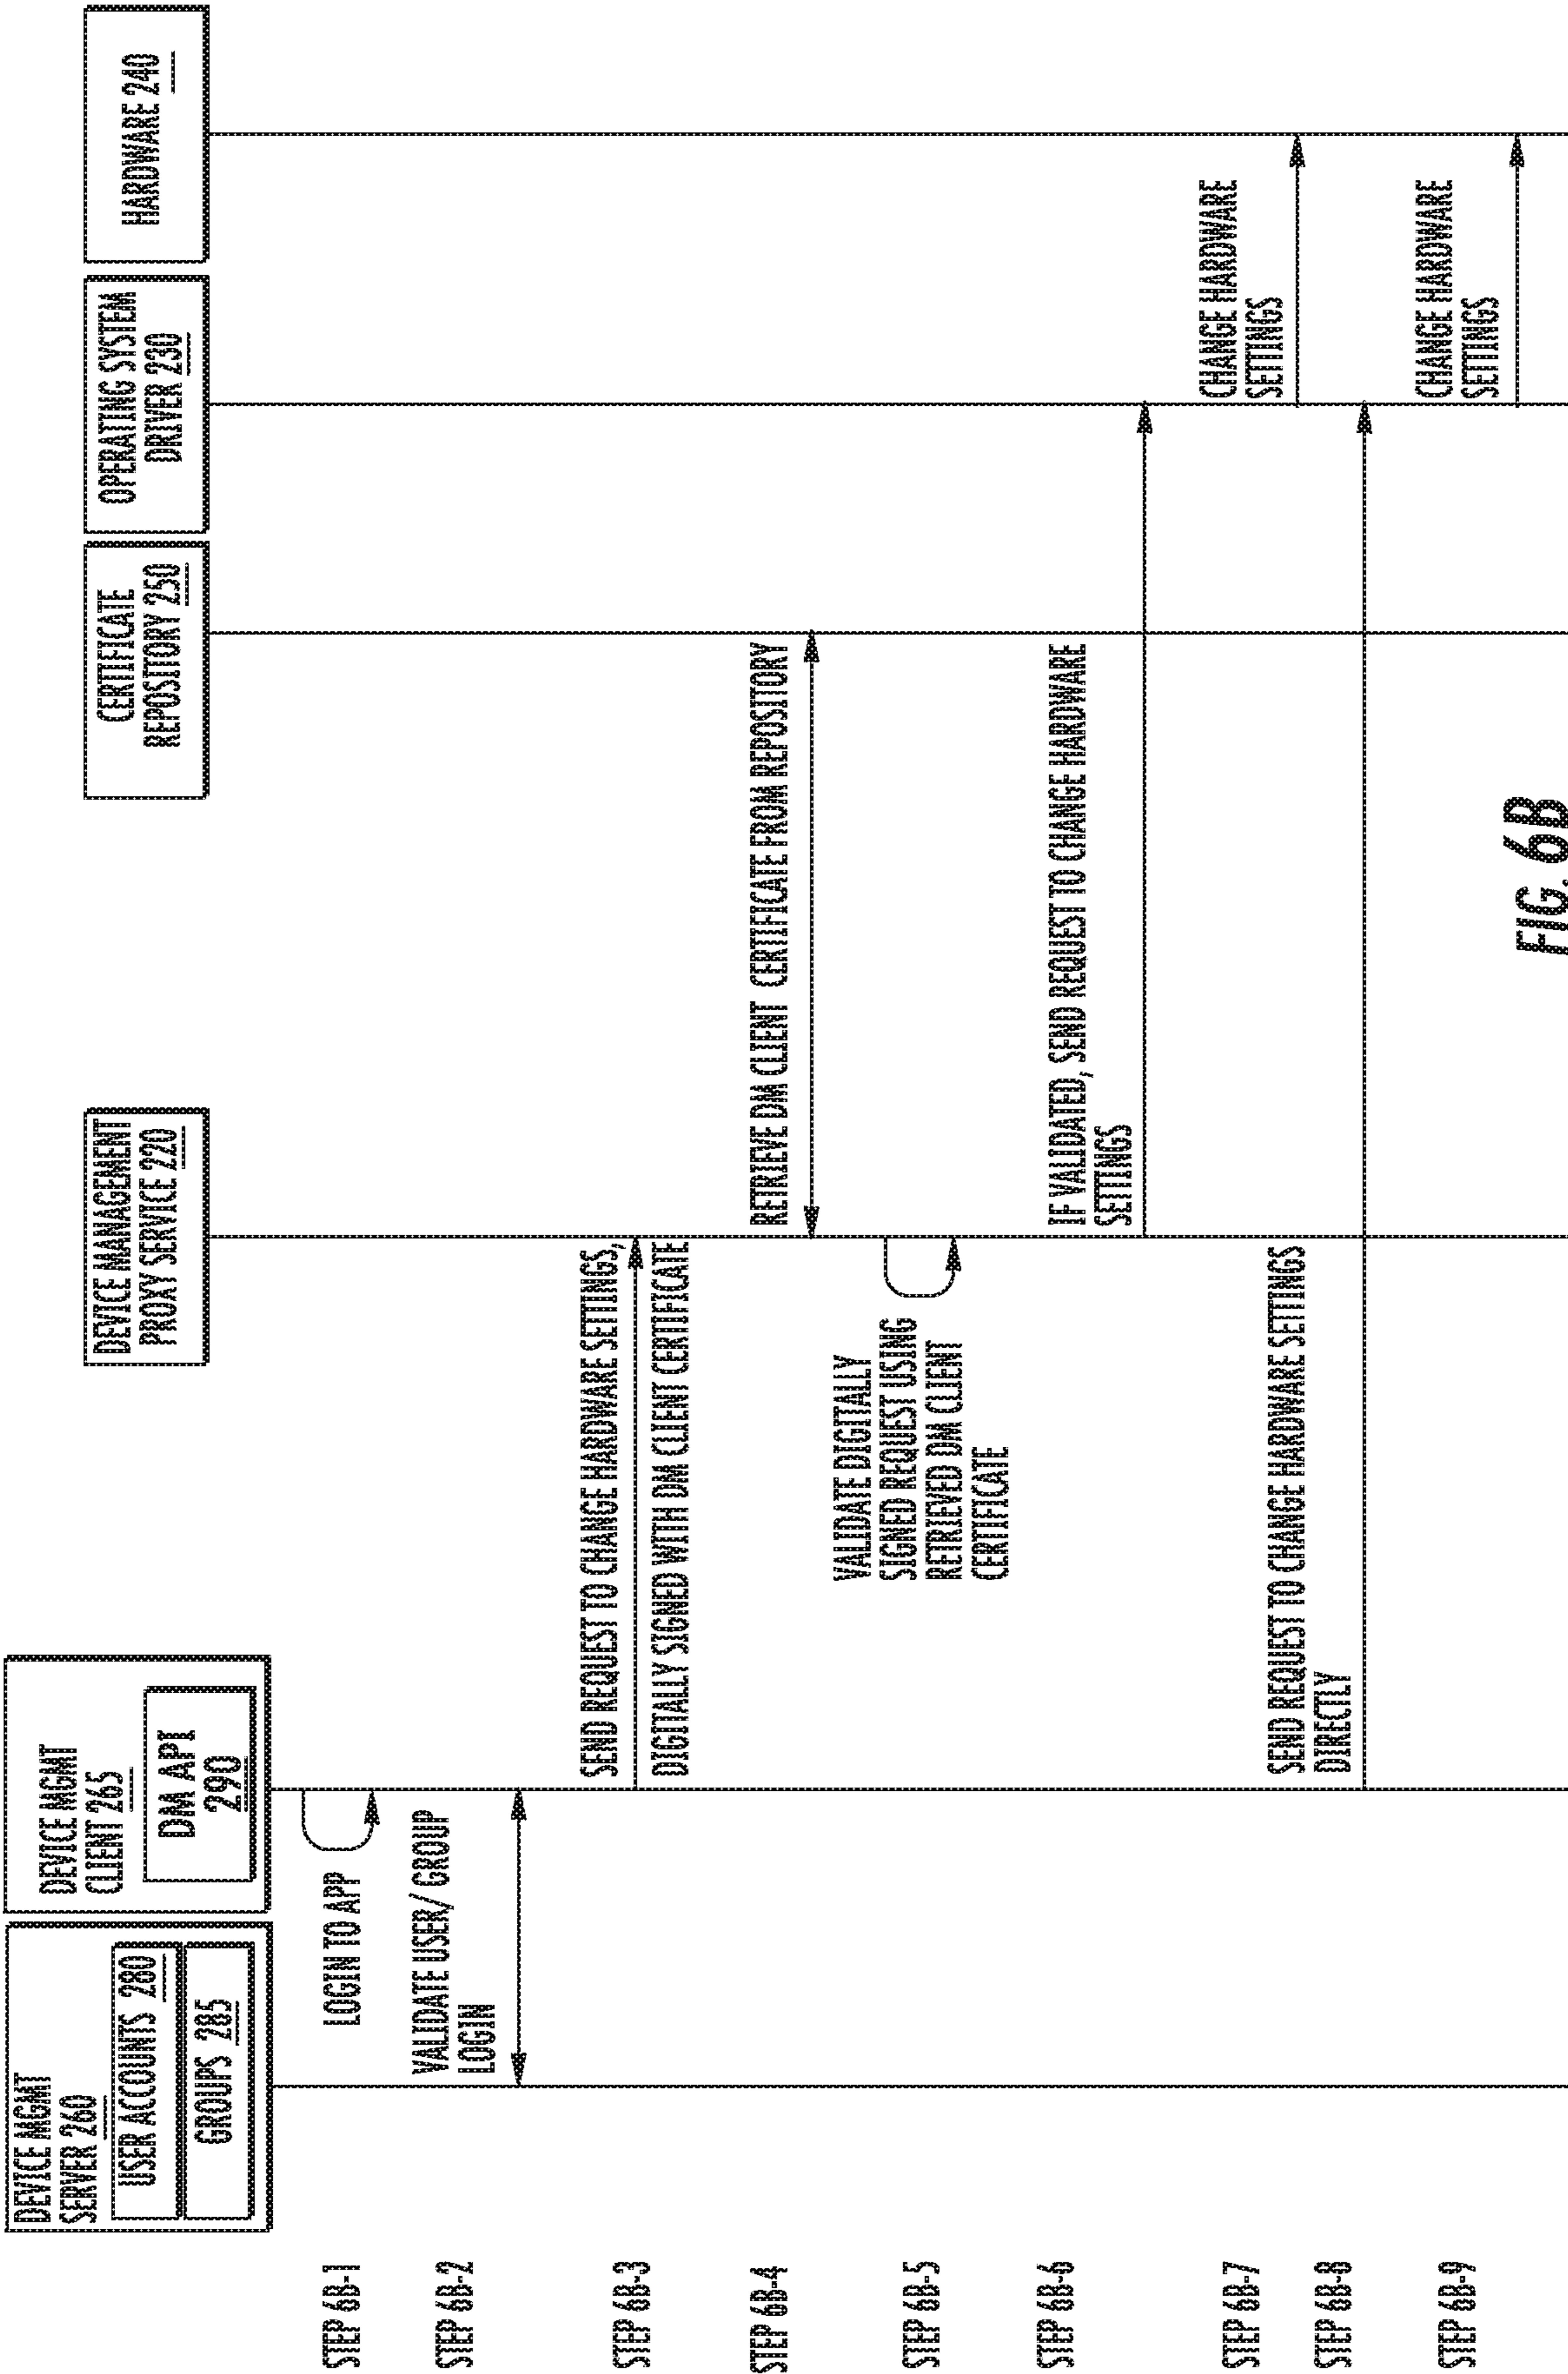 DEVICE MGMT
SERVER 260
USER ACCOUNTS 280
GROUPS 285
DEVICE MGMT
CLIENT 265
DM API
290
DEVICE MANAGEMENT
PROXY SERVICE 220
CERTIFICATE
REPOSITORY 250
OPERATING SYSTEM
DRIVER 230
HARDWARE 240
STEP 6B-1
LOGIN TO APP
STEP 6B-2
VALIDATE USER/ GROUP
LOGIN
STEP 6B-3
SEND REQUEST TO CHANGE HARDWARE SETTINGS,
DIGITALLY SIGNED WITH DM CLIENT CERTIFICATE
STEP 6B-4
RETRIEVE DM CLIENT CERTIFICATE FROM REPOSITORY
STEP 6B-5
VALIDATE DIGITALLY
SIGNED REQUEST USING
RETRIEVED DM CLIENT
CERTIFICATE
STEP 6B-6
IF VALIDATED, SEND REQUEST TO CHANGE HARDWARE
SETTINGS
STEP 6B-7
CHANGE HARDWARE
SETTINGS
STEP 6B-8
SEND REQUEST TO CHANGE HARDWARE SETTINGS
DIRECTLY
STEP 6B-9
CHANGE HARDWARE
SETTINGS
FIG. 6B